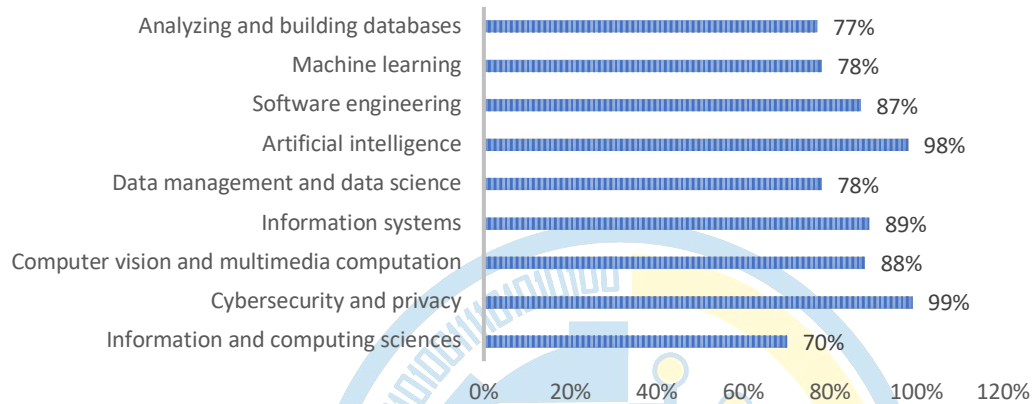 Analyzing and building databases 77%
Machine learning 78%
Software engineering 87%
Artificial intelligence 98%
Data management and data science 78%
Information systems 89%
Computer vision and multimedia computation 88%
Cybersecurity and privacy 99%
Information and computing sciences 70%
0% 20% 40% 60% 80% 100% 120%